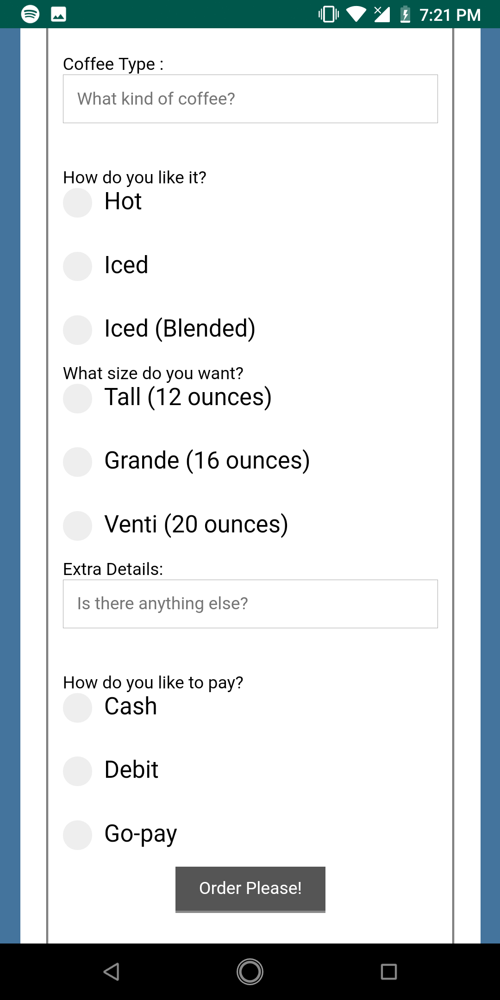 7:21 PM
Coffee Type :
What kind of coffee?
How do you like it?
Hot
Iced
Iced (Blended)
What size do you want?
Tall (12 ounces)
Grande (16 ounces)
Venti (20 ounces)
Extra Details:
Is there anything else?
How do you like to pay?
Cash
Debit
Go-pay
Order Please!